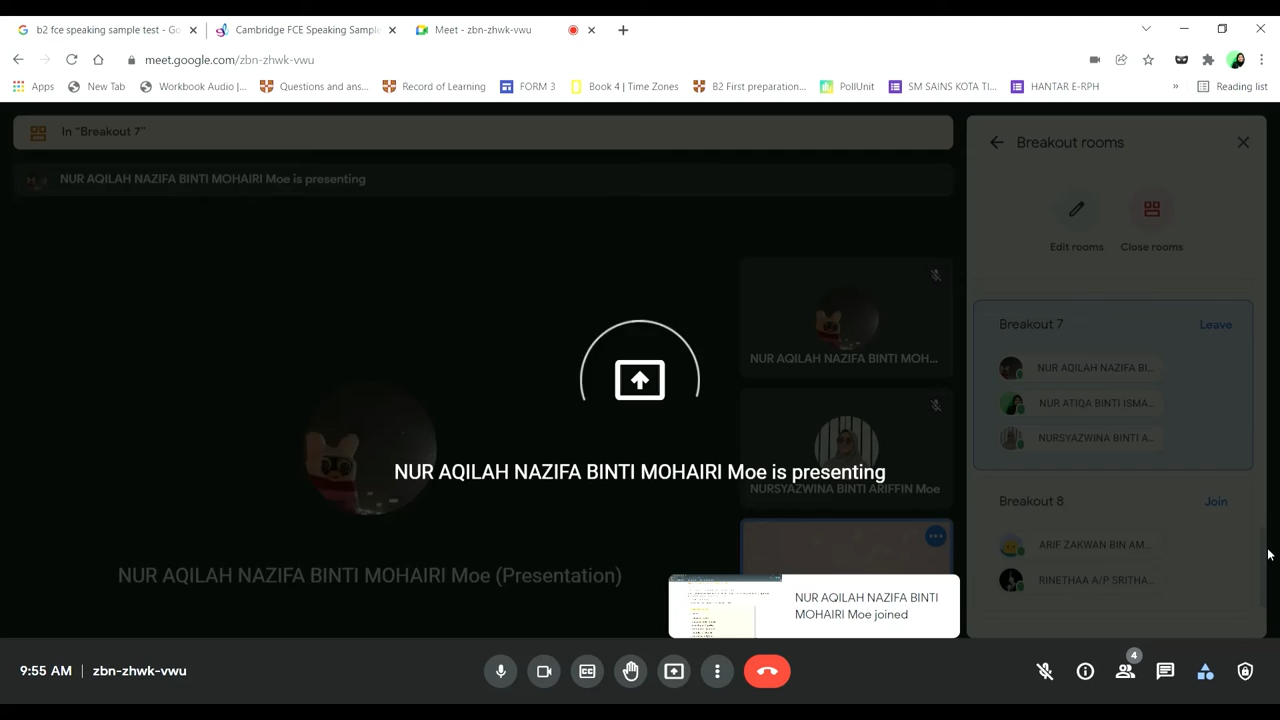 b2 fce speaking sample test - Go
Cambridge FCE Speaking Sample
Meet - zbn-zhwk-vwu
meet.google.com/zbn-zhwk-vwu
Apps
New Tab
Workbook Audio |...
Questions and ans...
Record of Learning
FORM 3
Book 4 | Time Zones
B2 First preparation...
PollUnit
SM SAINS KOTA TI...
HANTAR E-RPH
»
Reading list
In "Breakout 7"
Breakout rooms
NUR AQILAH NAZIFA BINTI MOHAIRI Moe is presenting
Edit rooms
Close rooms
Breakout 7
Leave
NUR AQILAH NAZIFA BINTI MOH...
NUR AQILAH NAZIFA BI...
NUR ATIQA BINTI ISMA...
NURSYAZWINA BINTI A...
NUR AQILAH NAZIFA BINTI MOHAIRI Moe is presenting
NURSYAZWINA BINTI ARIFFIN Moe
Breakout 8
Join
ARIF ZAKWAN BIN AM...
NUR AQILAH NAZIFA BINTI MOHAIRI Moe (Presentation)
RINETHAA A/P SRITHA...
NUR AQILAH NAZIFA BINTI
MOHAIRI Moe joined
9:55 AM | zbn-zhwk-vwu
CC
4